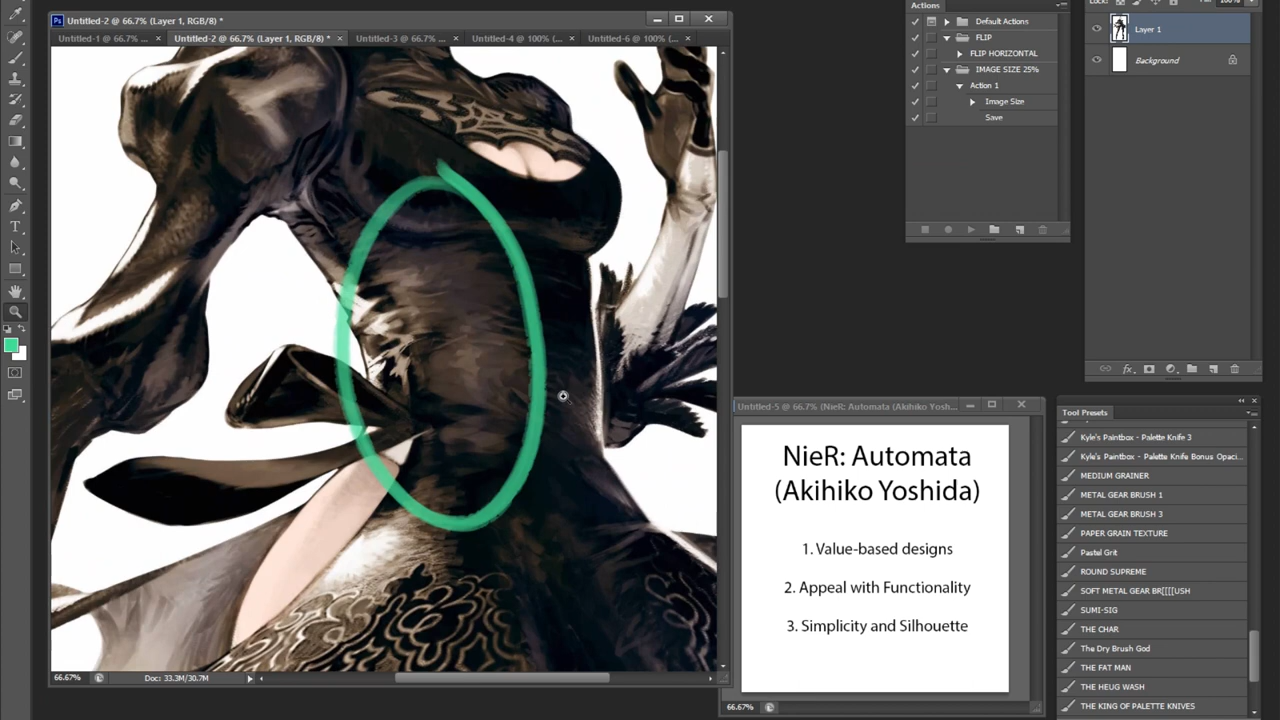 Untitled-2 @ 66.7% (Layer 1, RGB/8) *
Untitled-1 @ 66.7% ...
Untitled-2 @ 66.7% (Layer 1, RGB/8) *
Untitled-3 @ 66.7% ...
Untitled-4 @ 100% (...
Untitled-6 @ 100% (...
66.67%
Doc: 33.3M/30.7M
Actions
Default Actions
FLIP
FLIP HORIZONTAL
IMAGE SIZE 25%
Action 1
Image Size
Save
Lock:
100%
Layer 1
Background
Untitled-5 @ 66.7% (NieR: Automata (Akihiko Yosh...
NieR: Automata
(Akihiko Yoshida)
1. Value-based designs
2. Appeal with Functionality
3. Simplicity and Silhouette
66.67%
Tool Presets
Kyle's Paintbox - Palette Knife 3
Kyle's Paintbox - Palette Knife Bonus Opaci...
MEDIUM GRAINER
METAL GEAR BRUSH 1
METAL GEAR BRUSH 3
PAPER GRAIN TEXTURE
Pastel Grit
ROUND SUPREME
SOFT METAL GEAR BR[[[[USH
SUMI-SIG
THE CHAR
The Dry Brush God
THE FAT MAN
THE HEUG WASH
THE KING OF PALETTE KNIVES